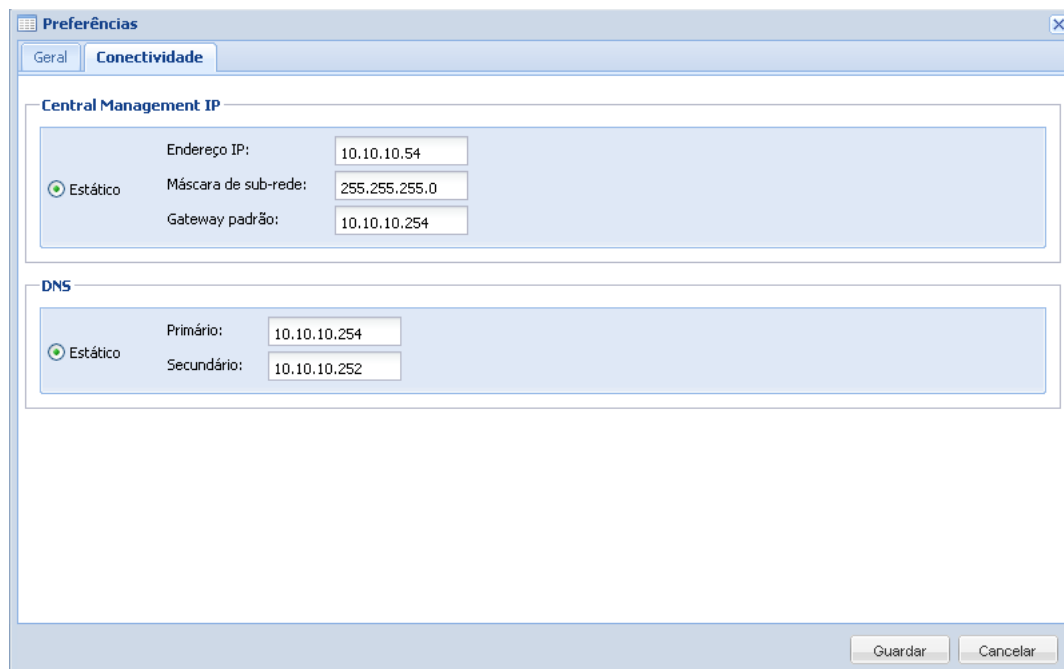 Preferências
Geral Conectividade
Central Management IP
Endereço IP: 10.10.10.54
Estático
Máscara de sub-rede: 255.255.255.0
Gateway padrão: 10.10.10.254
DNS
Primário: 10.10.10.254
Estático
Secundário: 10.10.10.252
Guardar Cancelar